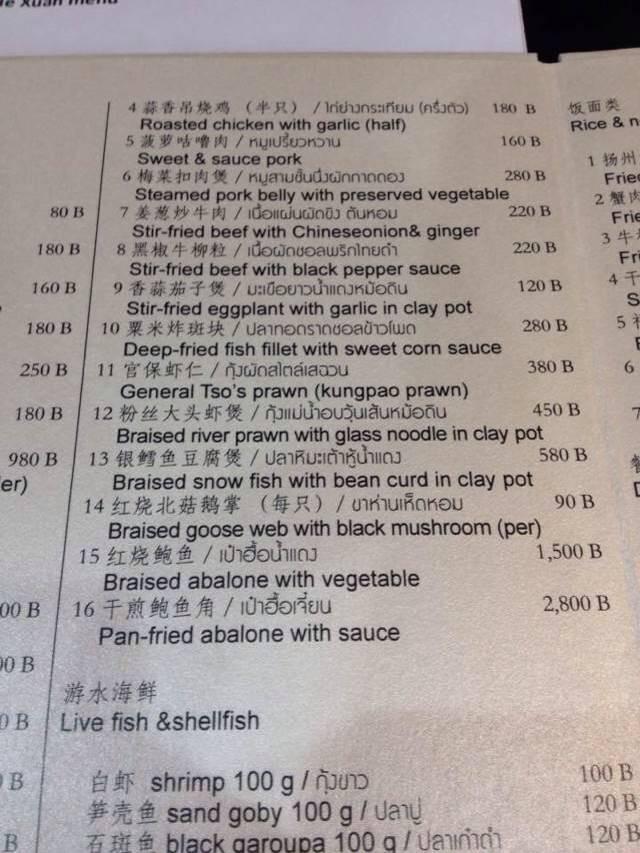 Xuan menu
4 蒜香吊烧鸡 （半只） / ไก่ย่างกระเทียม (ครึ่งตัว) 180 B
Roasted chicken with garlic (half)
5 菠萝咕噜肉 / หมูเปรี้ยวหวาน 160 B
Sweet & sauce pork
6 梅菜扣肉煲 / หมูสามชั้นนึ่งผักกาดดอง 280 B
Steamed pork belly with preserved vegetable
80 B
7 姜葱炒牛肉 / เนื้อแผ่นผัดขิง ต้นหอม 220 B
Stir-fried beef with Chineseonion& ginger
180 B
8 黑椒牛柳粒 / เนื้อผัดซอสพริกไทยดำ 220 B
Stir-fried beef with black pepper sauce
160 B
9 香蒜茄子煲 / มะเขือยาวน้ำแดงหม้อดิน 120 B
Stir-fried eggplant with garlic in clay pot
180 B
10 粟米炸斑块 / ปลาทอดราดซอสข้าวโพด 280 B
Deep-fried fish fillet with sweet corn sauce
250 B
11 宫保虾仁 / กุ้งผัดสไตล์เสฉวน 380 B
General Tso's prawn (kungpao prawn)
180 B
12 粉丝大头虾煲 / กุ้งแม่น้ำอบวุ้นเส้นหม้อดิน 450 B
Braised river prawn with glass noodle in clay pot
980 B
13 银鳕鱼豆腐煲 / ปลาหิมะเต้าหู้น้ำแดง 580 B
Braised snow fish with bean curd in clay pot
14 红烧北菇鹅掌 （每只） / ขาห่านเห็ดหอม 90 B
Braised goose web with black mushroom (per)
15 红烧鲍鱼 / เป๋าฮื้อน้ำแดง 1,500 B
Braised abalone with vegetable
16 干煎鲍鱼角 / เป๋าฮื้อเจี๋ยน 2,800 B
Pan-fried abalone with sauce
游水海鲜
Live fish &shellfish
白虾 shrimp 100 g / กุ้งขาว 100 B
笋壳鱼 sand goby 100 g / ปลาบู่ 120 B
石斑鱼 black garoupa 100 g / ปลาเก๋าดำ 120 B
饭面类
Rice & n
1 扬州
Frie
2 蟹肉
Frie
3 牛
Fri
4 干
S
5
6
7